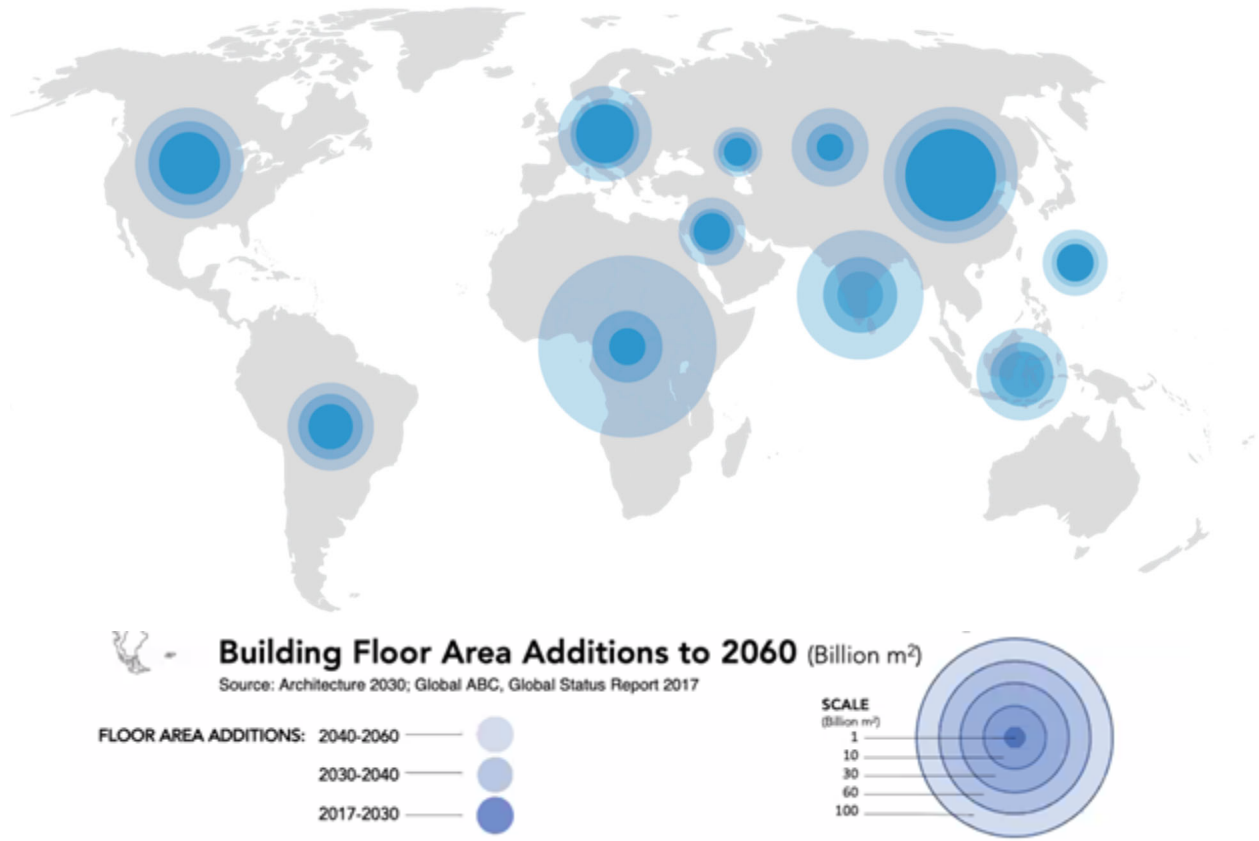 Building Floor Area Additions to 2060 (Billion m²)
Source: Architecture 2030; Global ABC, Global Status Report 2017
FLOOR AREA ADDITIONS: 2040-2060
2030-2040
2017-2030
SCALE
(Billion m²)
1
10
30
60
100